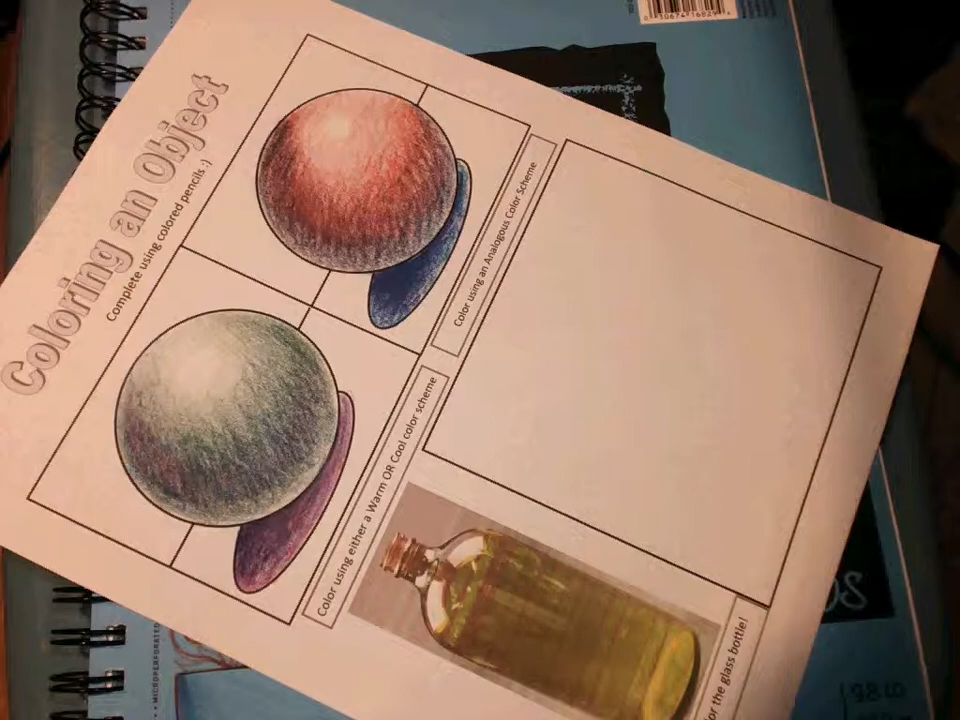 Coloring an Object
Complete using colored pencils :)
Color using an Analogous Color Scheme
Color using either a Warm OR Cool color scheme
or the glass bottle!
MICROPERFORATED